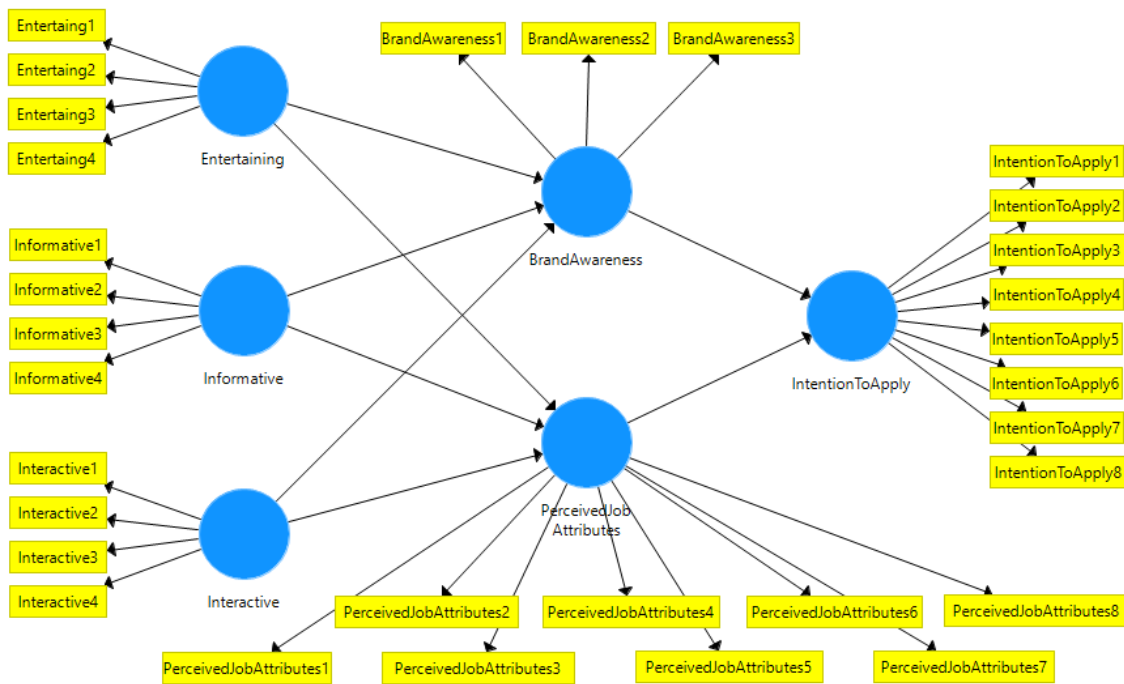 Entertaing1
Entertaing2
Entertaing3
Entertaing4
Entertaining
BrandAwareness1
BrandAwareness2
BrandAwareness3
BrandAwareness
Informative1
Informative2
Informative3
Informative4
Informative
IntentionToApply1
IntentionToApply2
IntentionToApply3
IntentionToApply4
IntentionToApply5
IntentionToApply6
IntentionToApply7
IntentionToApply8
IntentionToApply
Interactive1
Interactive2
Interactive3
Interactive4
Interactive
PerceivedJob
Attributes
PerceivedJobAttributes2
PerceivedJobAttributes4
PerceivedJobAttributes6
PerceivedJobAttributes8
PerceivedJobAttributes1
PerceivedJobAttributes3
PerceivedJobAttributes5
PerceivedJobAttributes7